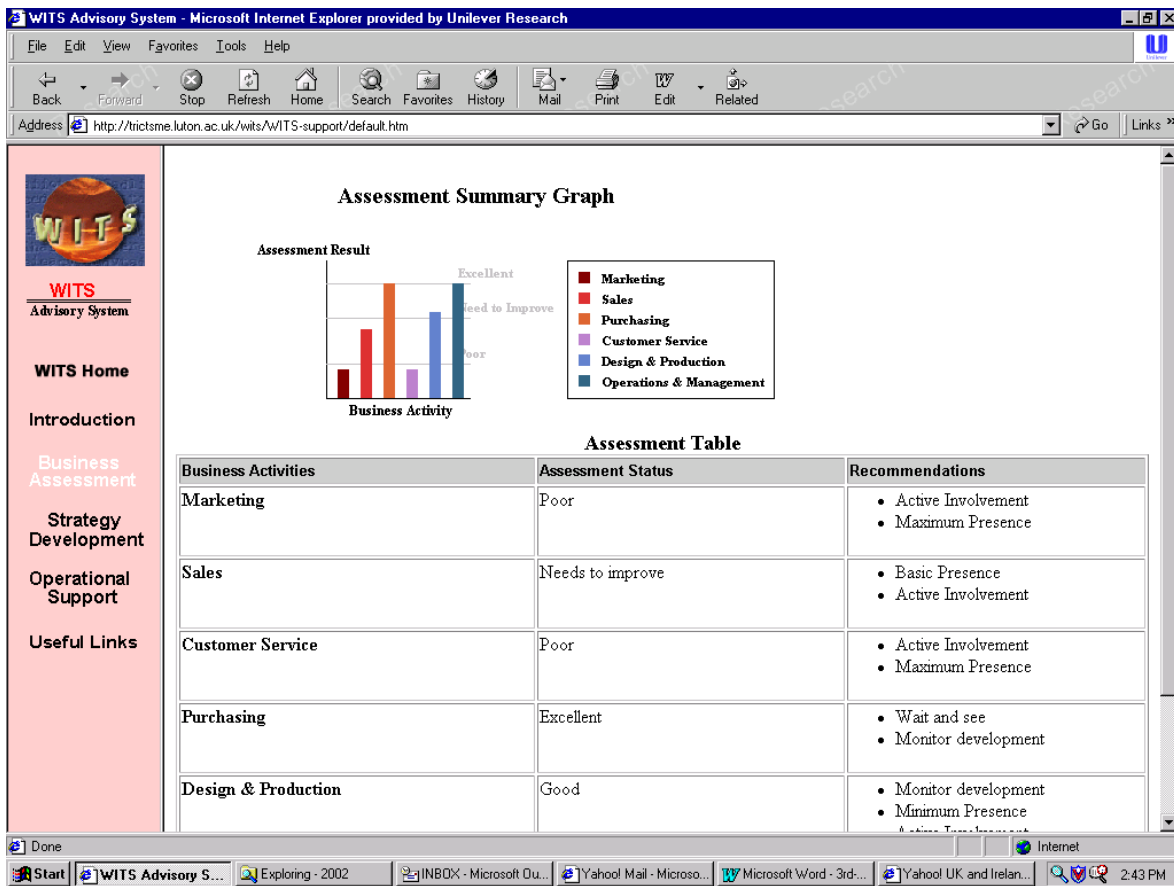 WITS Advisory System - Microsoft Internet Explorer provided by Unilever Research
File Edit View Favorites Tools Help
Back Forward Stop Refresh Home Search Favorites History Mail Print Edit Related
Address http://trictsme.luton.ac.uk/wits/WITS-support/default.htm Go Links »
WITS
WITS
Advisory System
WITS Home
Introduction
Business
Assessment
Strategy
Development
Operational
Support
Useful Links
Assessment Summary Graph
Assessment Result
Excellent
Need to Improve
Poor
Business Activity
Marketing
Sales
Purchasing
Customer Service
Design & Production
Operations & Management
Assessment Table
Business Activities Assessment Status Recommendations
Marketing Poor • Active Involvement
• Maximum Presence
Sales Needs to improve • Basic Presence
• Active Involvement
Customer Service Poor • Active Involvement
• Maximum Presence
Purchasing Excellent • Wait and see
• Monitor development
Design & Production Good • Monitor development
• Minimum Presence
Done Internet
Start WITS Advisory S... Exploring - 2002 INBOX - Microsoft Ou... Yahoo! Mail - Microso... Microsoft Word - 3rd-... Yahoo! UK and Irelan... 2:43 PM